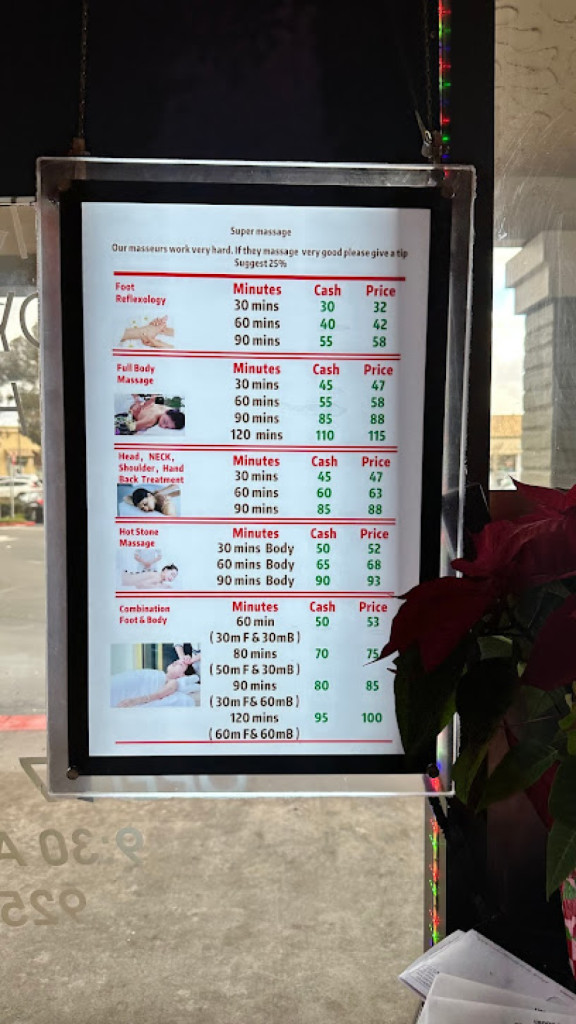 Super massage
Our masseurs work very hard. If they massage very good please give a tip
Suggest 25%
Foot
Reflexology
Minutes Cash Price
30 mins 30 32
60 mins 40 42
90 mins 55 58
Full Body
Massage
Minutes Cash Price
30 mins 45 47
60 mins 55 58
90 mins 85 88
120 mins 110 115
Head, NECK,
Shoulder, Hand
Back Treatment
Minutes Cash Price
30 mins 45 47
60 mins 60 63
90 mins 85 88
Hot Stone
Massage
Minutes Cash Price
30 mins Body 50 52
60 mins Body 65 68
90 mins Body 90 93
Combination
Foot & Body
Minutes Cash Price
60 min 50 53
(30m F & 30mB)
80 mins 70 75
(50m F & 30mB)
90 mins 80 85
(30m F & 60mB)
120 mins 95 100
(60m F& 60mB)
9:30 A
925